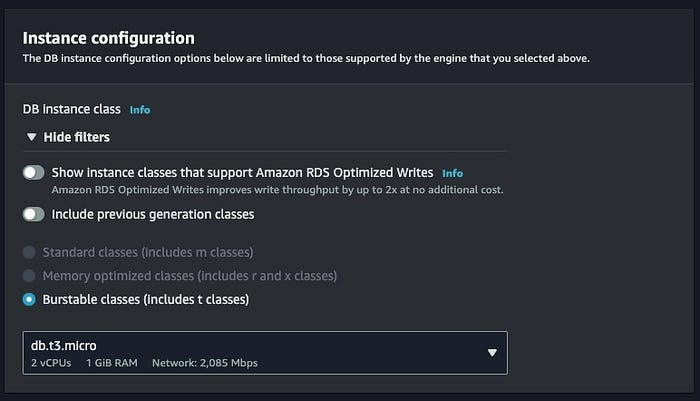 Instance configuration
The DB instance configuration options below are limited to those supported by the engine that you selected above.
DB instance class Info
Hide filters
Show instance classes that support Amazon RDS Optimized Writes Info
Amazon RDS Optimized Writes improves write throughput by up to 2x at no additional cost.
Include previous generation classes
Standard classes (includes m classes)
Memory optimized classes (includes r and x classes)
Burstable classes (includes t classes)
db.t3.micro
2 vCPUs 1 GiB RAM Network: 2,085 Mbps